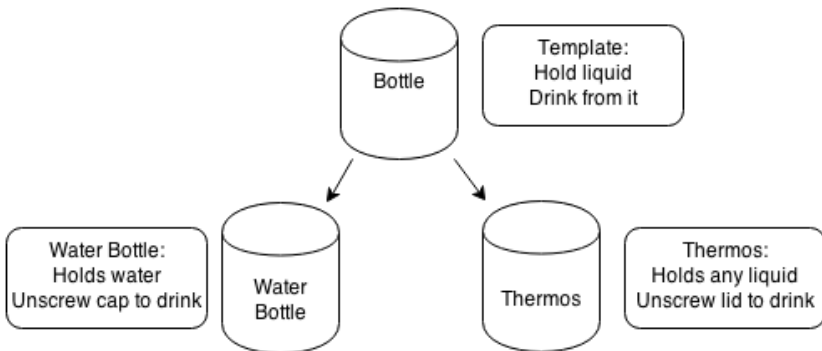 Bottle
Template:
Hold liquid
Drink from it
Water Bottle:
Holds water
Unscrew cap to drink
Water
Bottle
Thermos
Thermos:
Holds any liquid
Unscrew lid to drink